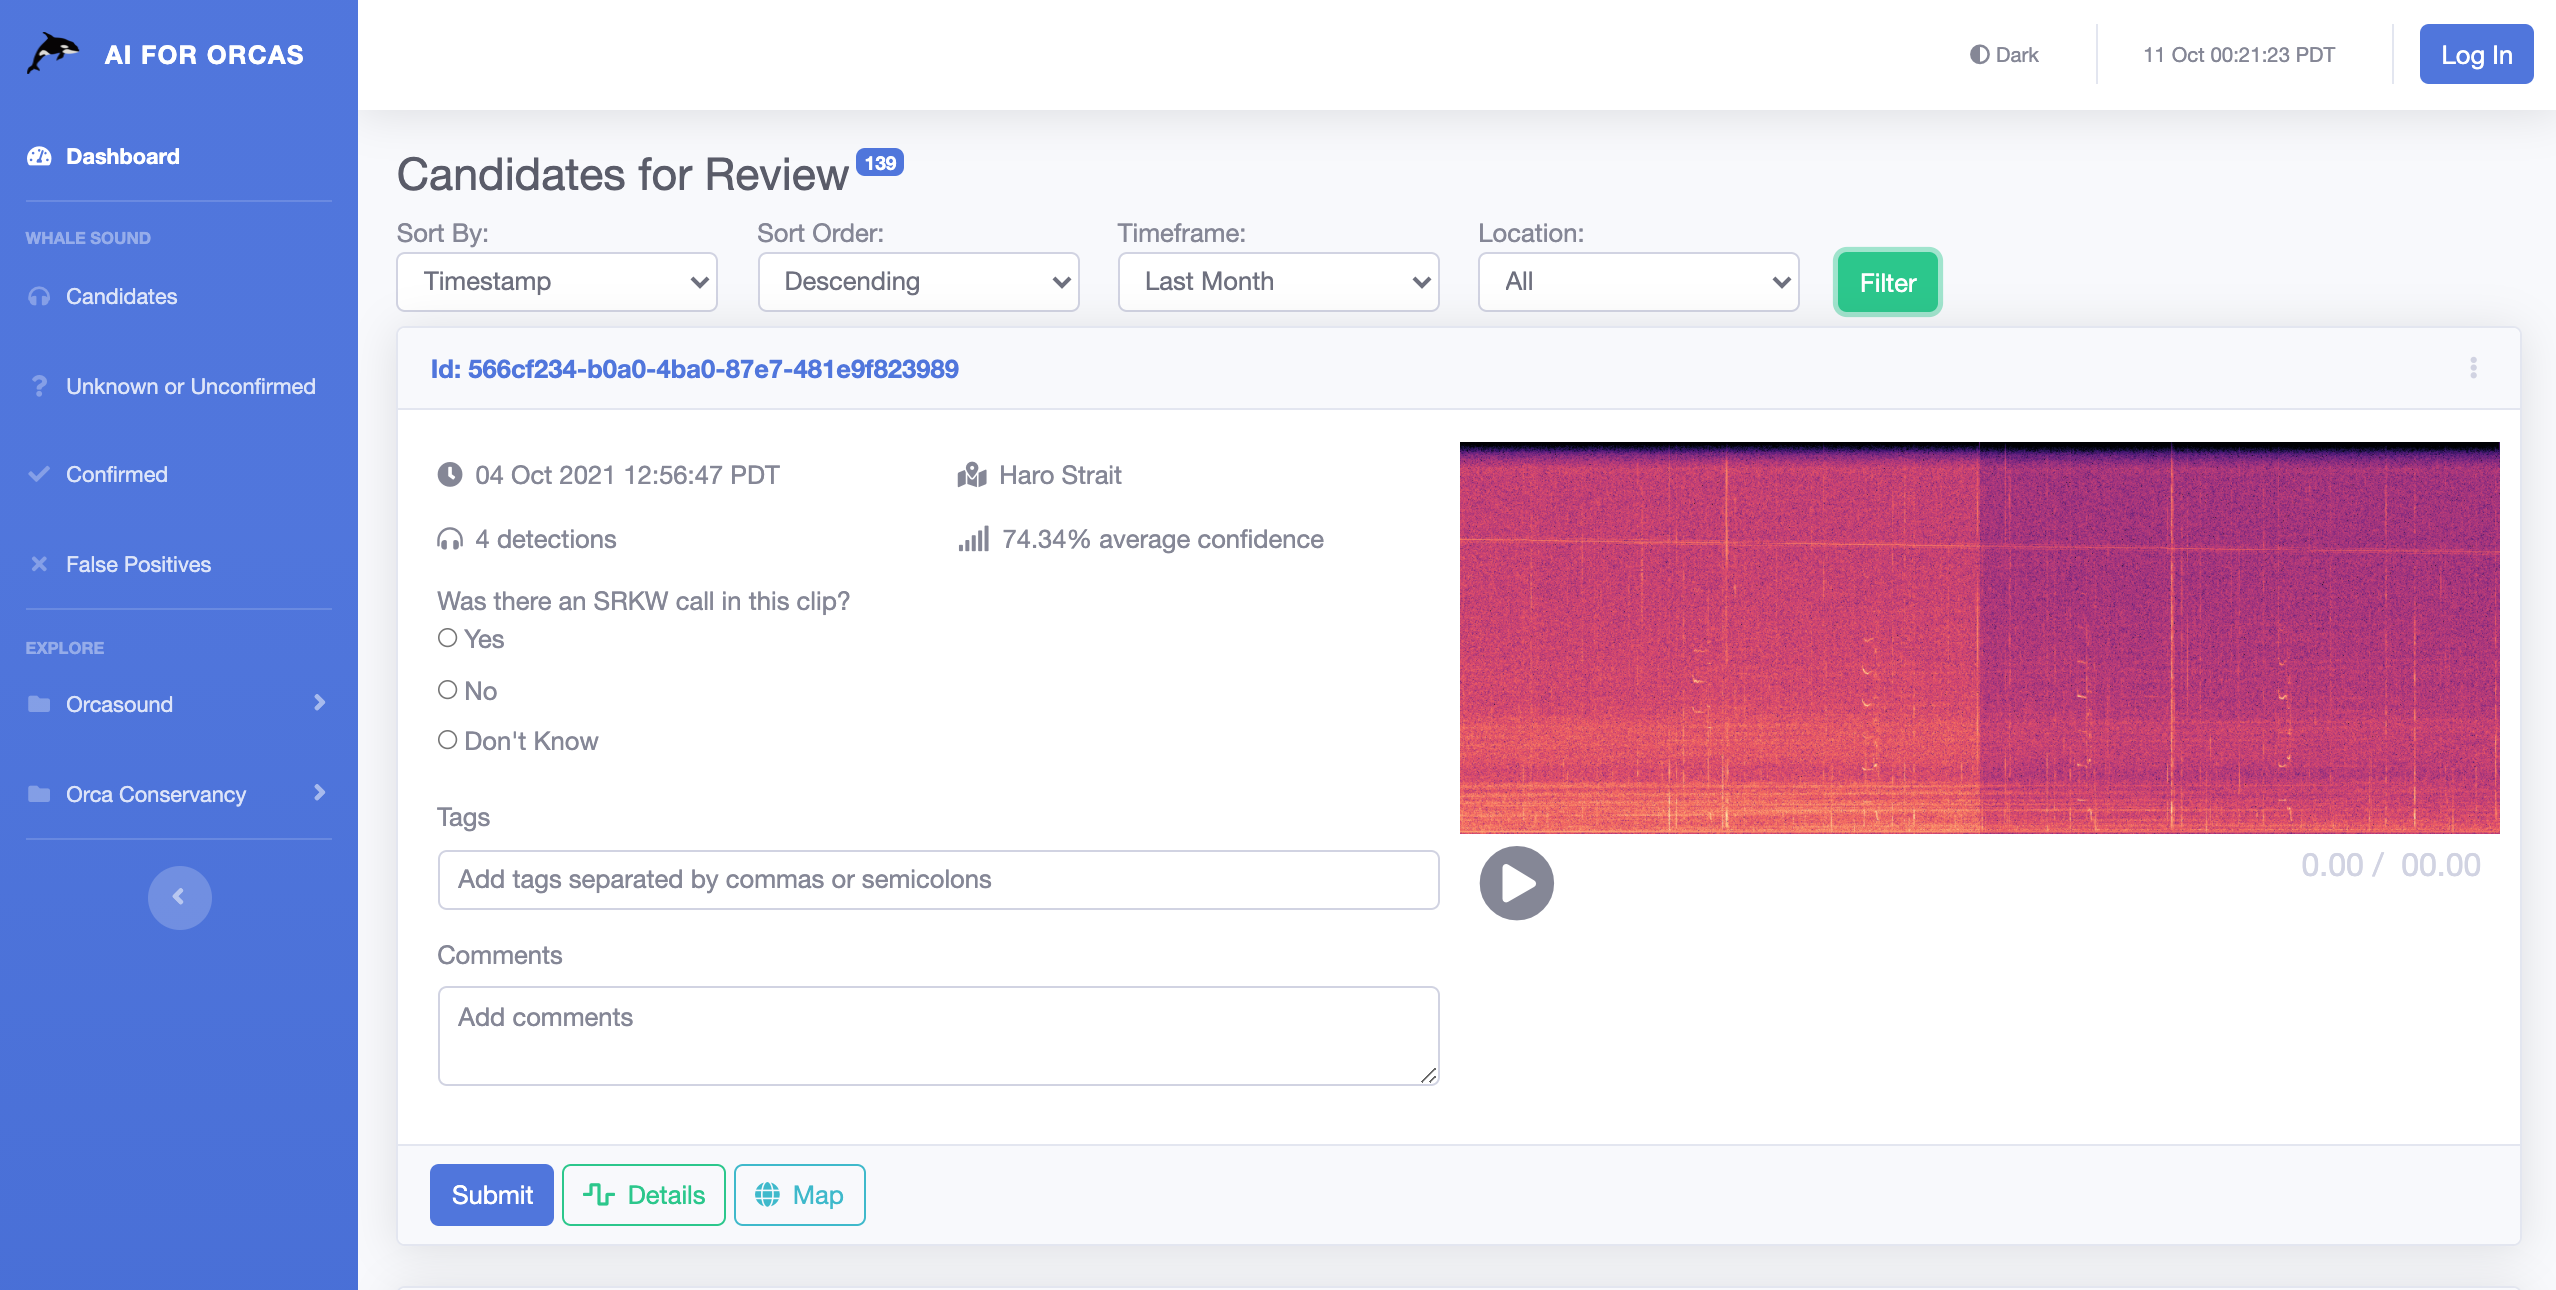 AI FOR ORCAS
Dark
11 Oct 00:21:23 PDT
Log In
Dashboard
WHALE SOUND
Candidates
Unknown or Unconfirmed
Confirmed
False Positives
EXPLORE
Orcasound
Orca Conservancy
Candidates for Review 139
Sort By:
Sort Order:
Timeframe:
Location:
Timestamp
Descending
Last Month
All
Filter
Id: 566cf234-b0a0-4ba0-87e7-481e9f823989
04 Oct 2021 12:56:47 PDT
Haro Strait
4 detections
74.34% average confidence
Was there an SRKW call in this clip?
Yes
No
Don't Know
Tags
Add tags separated by commas or semicolons
0.00 / 00.00
Comments
Add comments
Submit
Details
Map